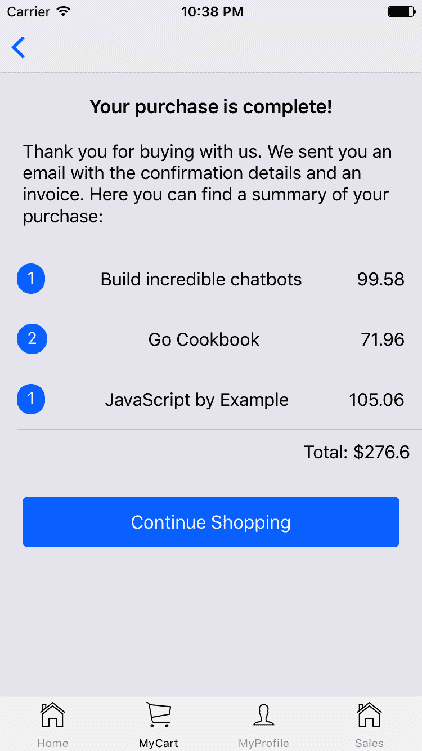 Carrier 10:38 PM
Your purchase is complete!
Thank you for buying with us. We sent you an
email with the confirmation details and an
invoice. Here you can find a summary of your
purchase:
1 Build incredible chatbots 99.58
2 Go Cookbook 71.96
1 JavaScript by Example 105.06
Total: $276.6
Continue Shopping
Home MyCart MyProfile Sales